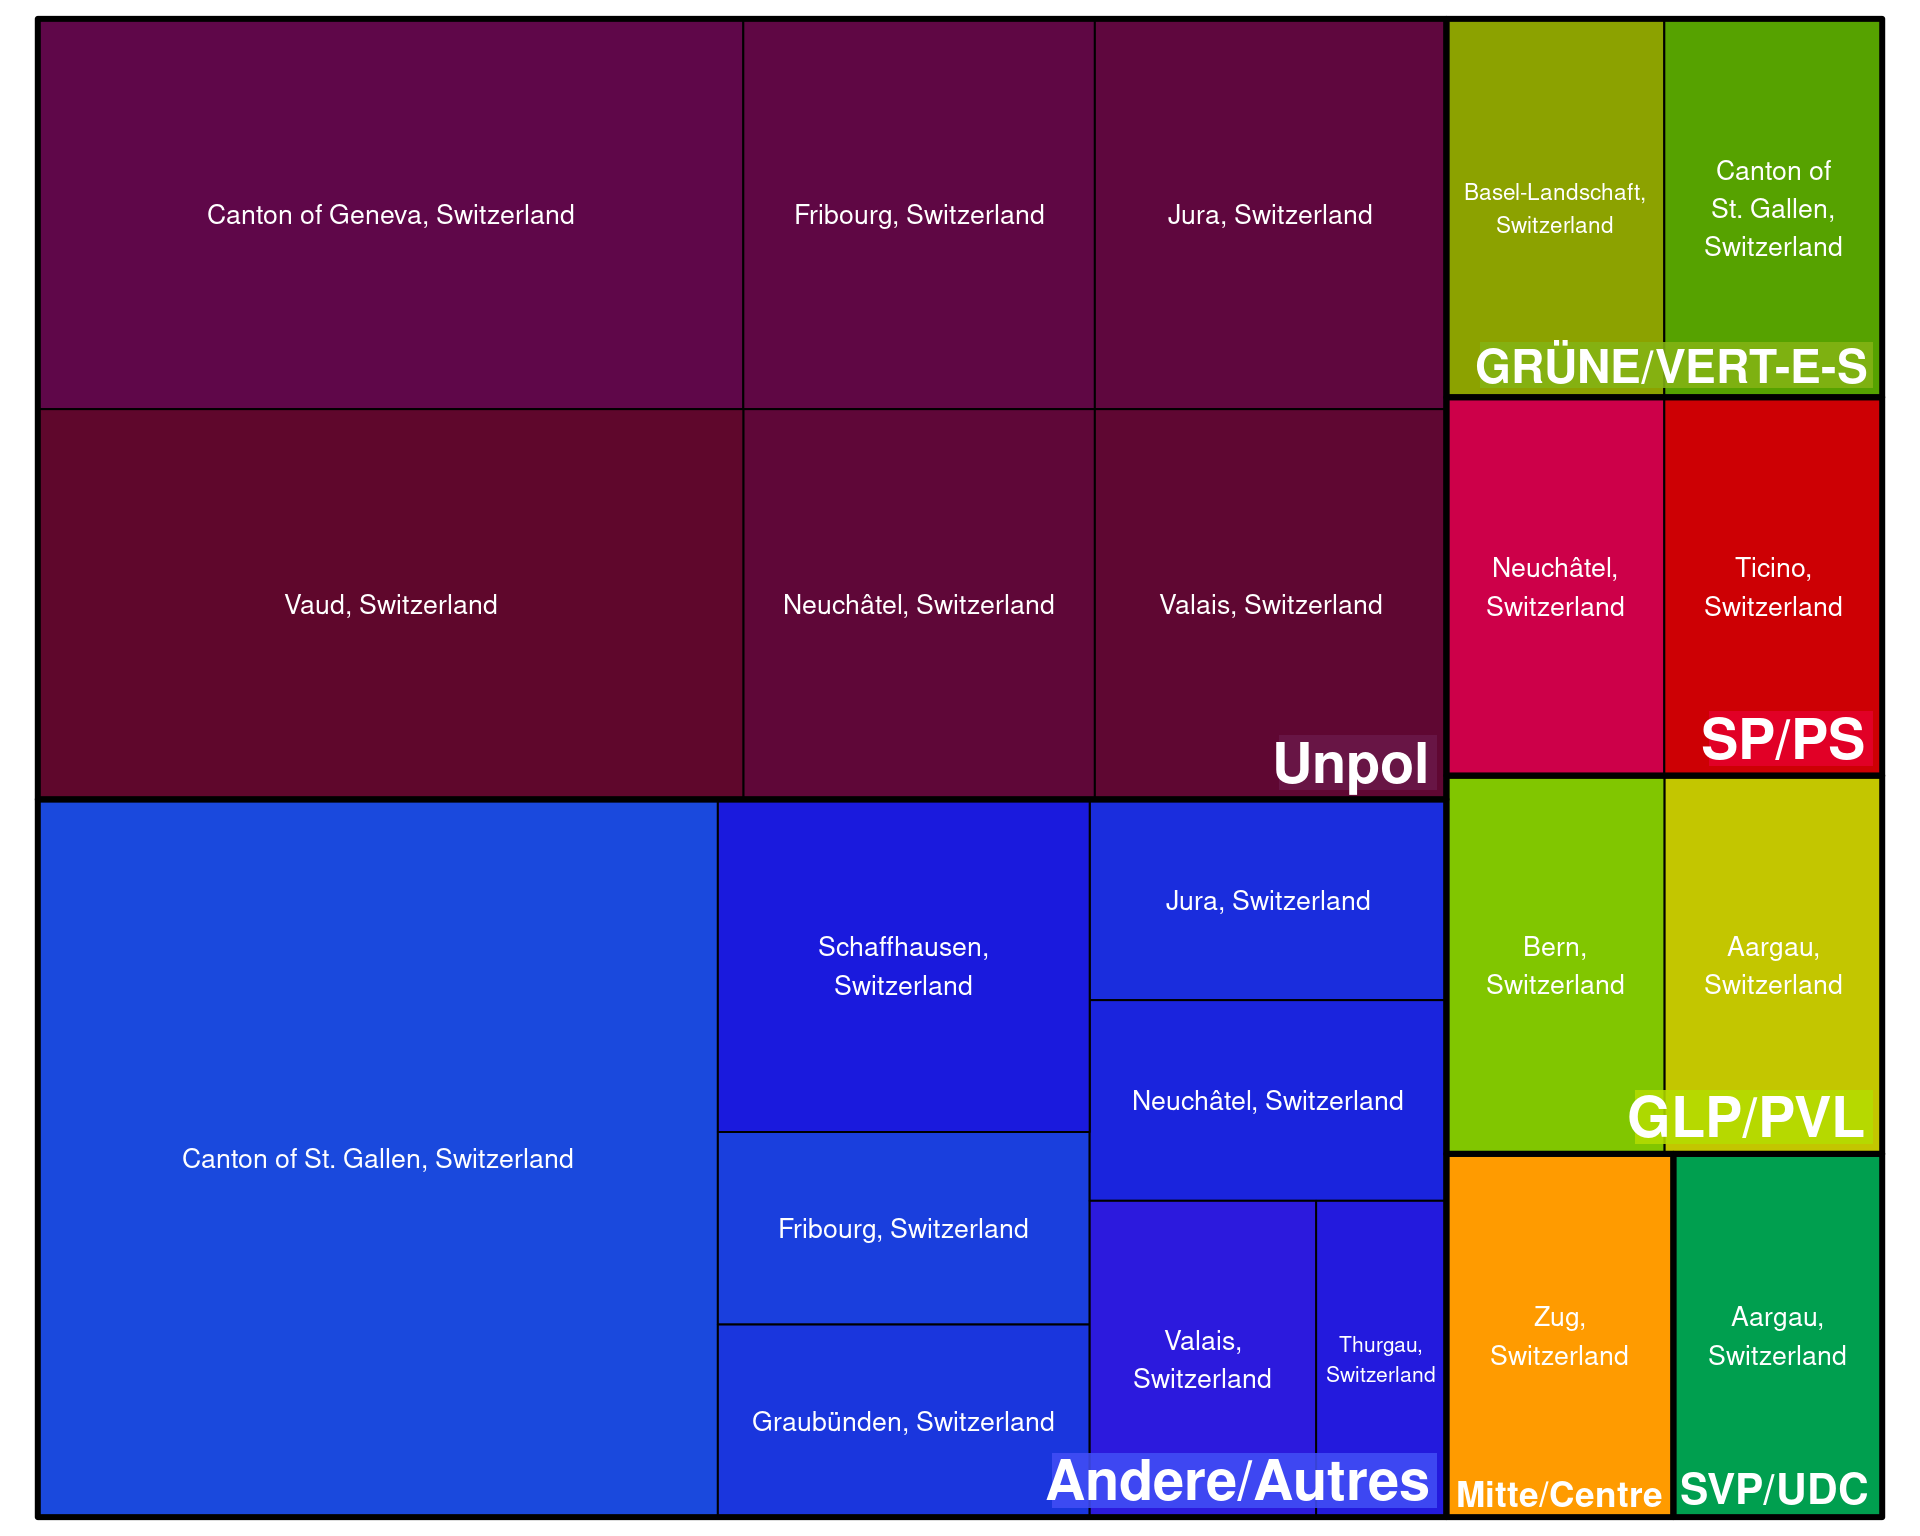 Canton of Geneva, Switzerland
Fribourg, Switzerland
Jura, Switzerland
Vaud, Switzerland
Neuchâtel, Switzerland
Valais, Switzerland
Unpol
Canton of St. Gallen, Switzerland
Schaffhausen,
Switzerland
Fribourg, Switzerland
Graubünden, Switzerland
Jura, Switzerland
Neuchâtel, Switzerland
Valais,
Switzerland
Thurgau,
Switzerland
Andere/Autres
Basel-Landschaft,
Switzerland
Canton of
St. Gallen,
Switzerland
GRÜNE/VERT-E-S
Neuchâtel,
Switzerland
Ticino,
Switzerland
SP/PS
Bern,
Switzerland
Aargau,
Switzerland
GLP/PVL
Zug,
Switzerland
Mitte/Centre
Aargau,
Switzerland
SVP/UDC